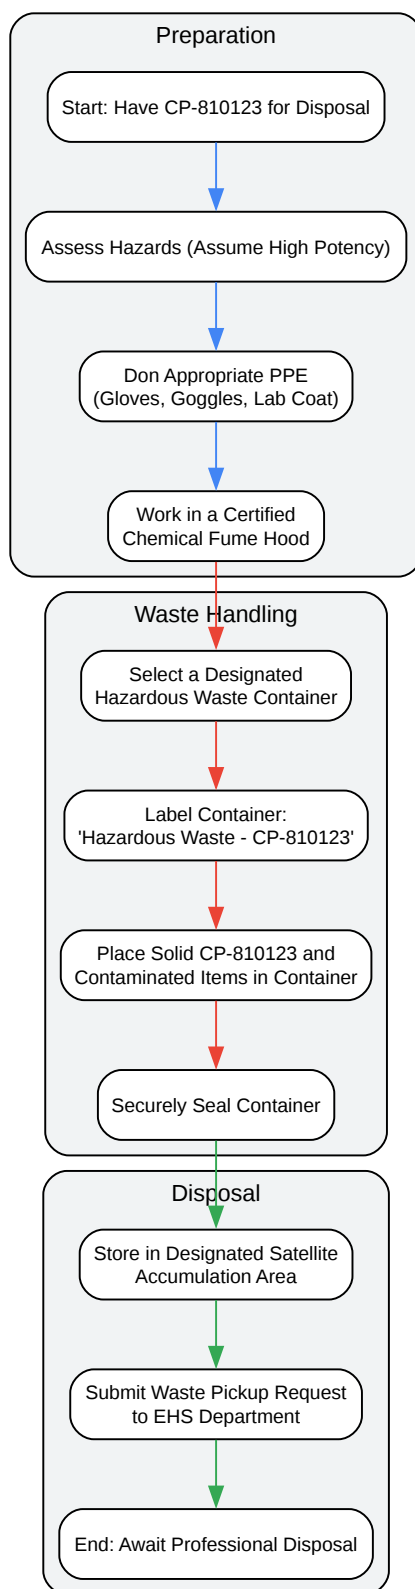 Preparation
Start: Have CP-810123 for Disposal
Assess Hazards (Assume High Potency)
Don Appropriate PPE
(Gloves, Goggles, Lab Coat)
Work in a Certified
Chemical Fume Hood
Waste Handling
Select a Designated
Hazardous Waste Container
Label Container:
'Hazardous Waste - CP-810123'
Place Solid CP-810123 and
Contaminated Items in Container
Securely Seal Container
Disposal
Store in Designated Satellite
Accumulation Area
Submit Waste Pickup Request
to EHS Department
End: Await Professional Disposal